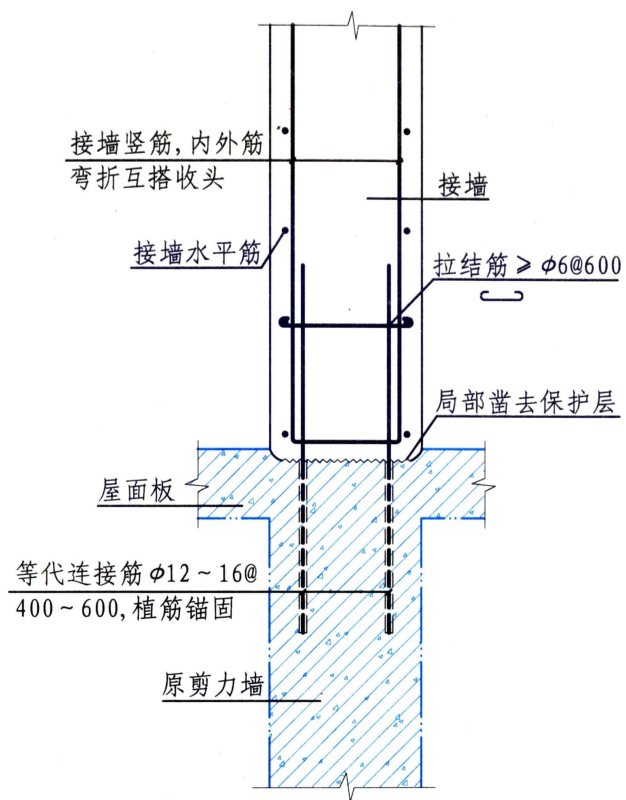 接墙竖筋,内外筋
弯折互搭收头
接墙
接墙水平筋
拉结筋≥φ6@600
局部凿去保护层
屋面板
等代连接筋φ12~16@
400~600,植筋锚固
原剪力墙